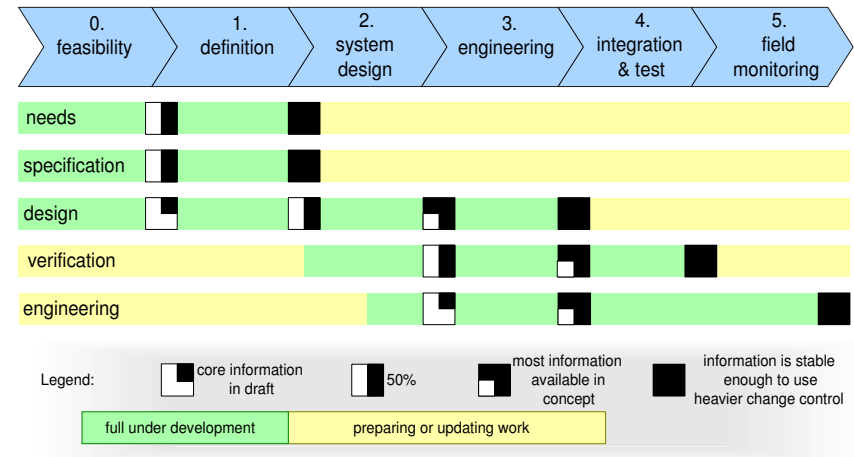 0.
feasibility
1.
definition
2.
system
design
3.
engineering
4.
integration
& test
5.
field
monitoring
needs
specification
design
verification
engineering
Legend:
core information
in draft
50%
most information
available in
concept
information is stable
enough to use
heavier change control
full under development
preparing or updating work